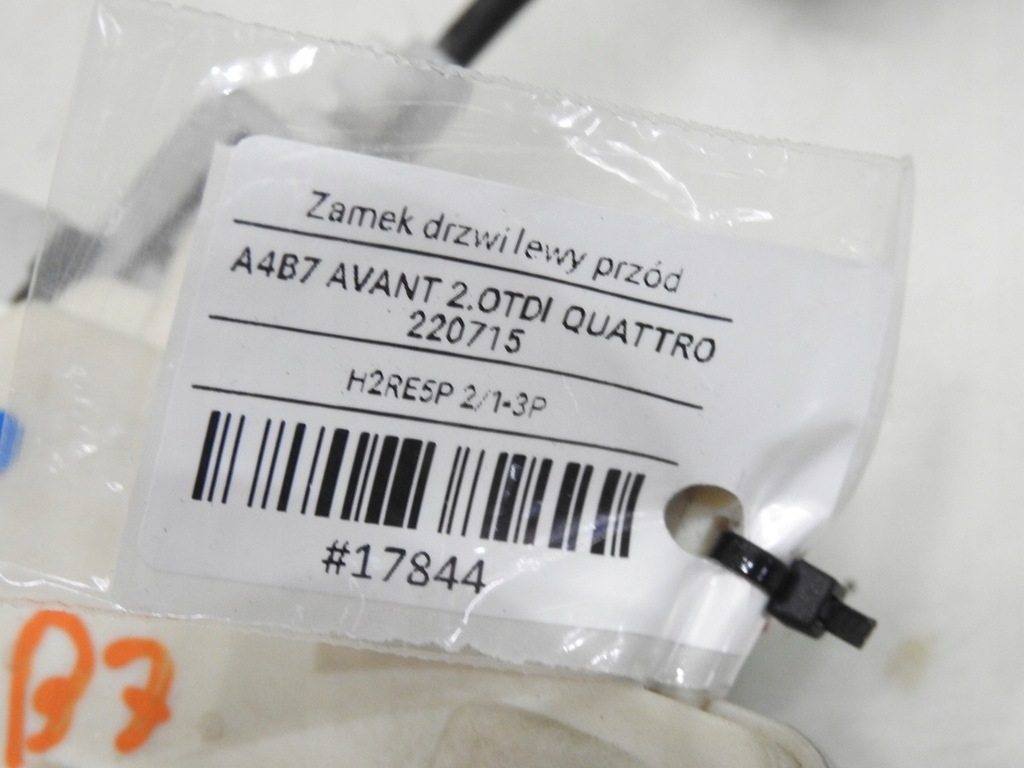 Zamek drzwi lewy przód
A4B7 AVANT 2.0TDI QUATTRO
220715
H2RE5P 2/1-3P
#17844
B7